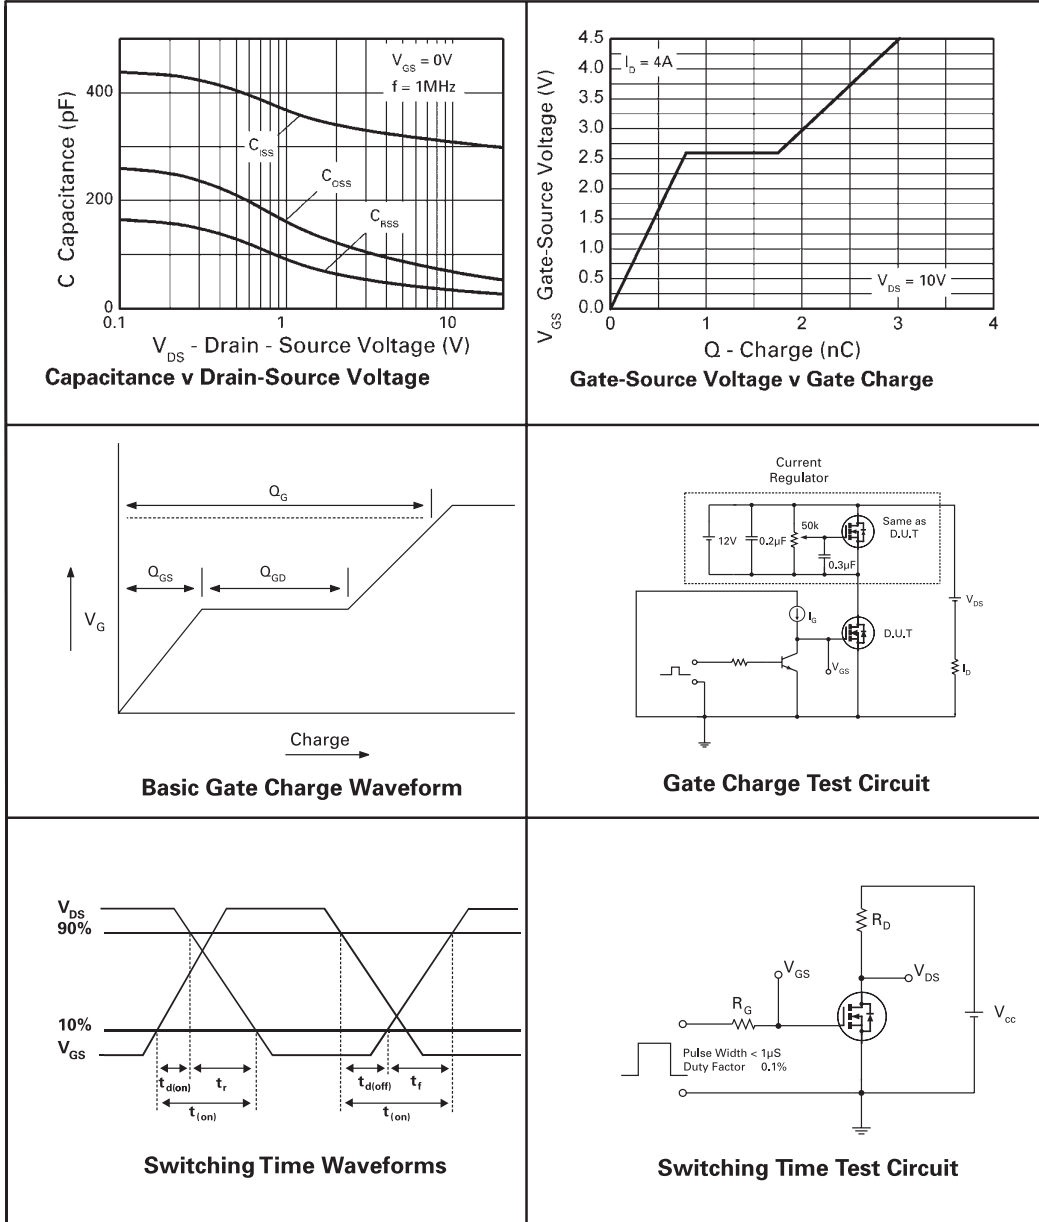 V_GS = 0V
f = 1MHz
C_ISS
C_OSS
C_RSS
C Capacitance (pF)
400
200
0
0.1
1
10
V_DS - Drain - Source Voltage (V)
Capacitance v Drain-Source Voltage
I_D = 4A
V_DS = 10V
V_GS Gate-Source Voltage (V)
4.5
4.5
3.5
3.0
2.5
2.0
1.5
1.0
0.5
0.0
0
1
2
3
4
Q - Charge (nC)
Gate-Source Voltage v Gate Charge
Q_G
Q_GS
Q_GD
V_G
Charge
Basic Gate Charge Waveform
Current
Regulator
12V
0.2µF
50k
0.3µF
Same as
D.U.T
I_G
D.U.T
V_GS
V_DS
I_D
Gate Charge Test Circuit
V_DS
90%
10%
V_GS
t_d(on)
t_r
t_(on)
t_d(off)
t_f
t_(on)
Switching Time Waveforms
R_D
V_GS
V_DS
R_G
V_cc
Pulse Width < 1µS
Duty Factor 0.1%
Switching Time Test Circuit